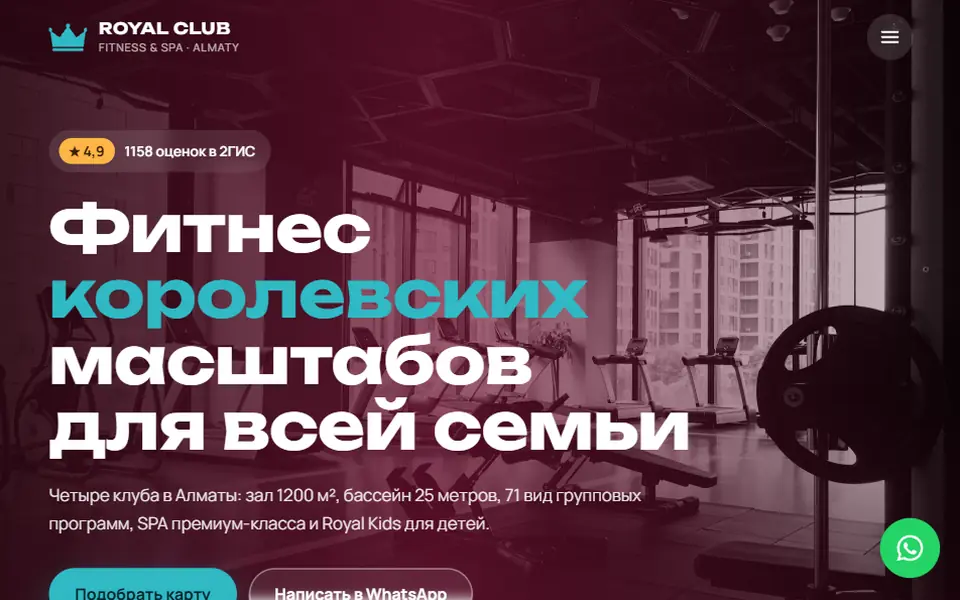 ROYAL CLUB
FITNESS & SPA · ALMATY
★ 4,9 1158 оценок в 2ГИС
Фитнес
королевских
масштабов
для всей семьи
Четыре клуба в Алматы: зал 1200 м², бассейн 25 метров, 71 вид групповых
программ, SPA премиум-класса и Royal Kids для детей.
Подобрать карту Написать в WhatsApp